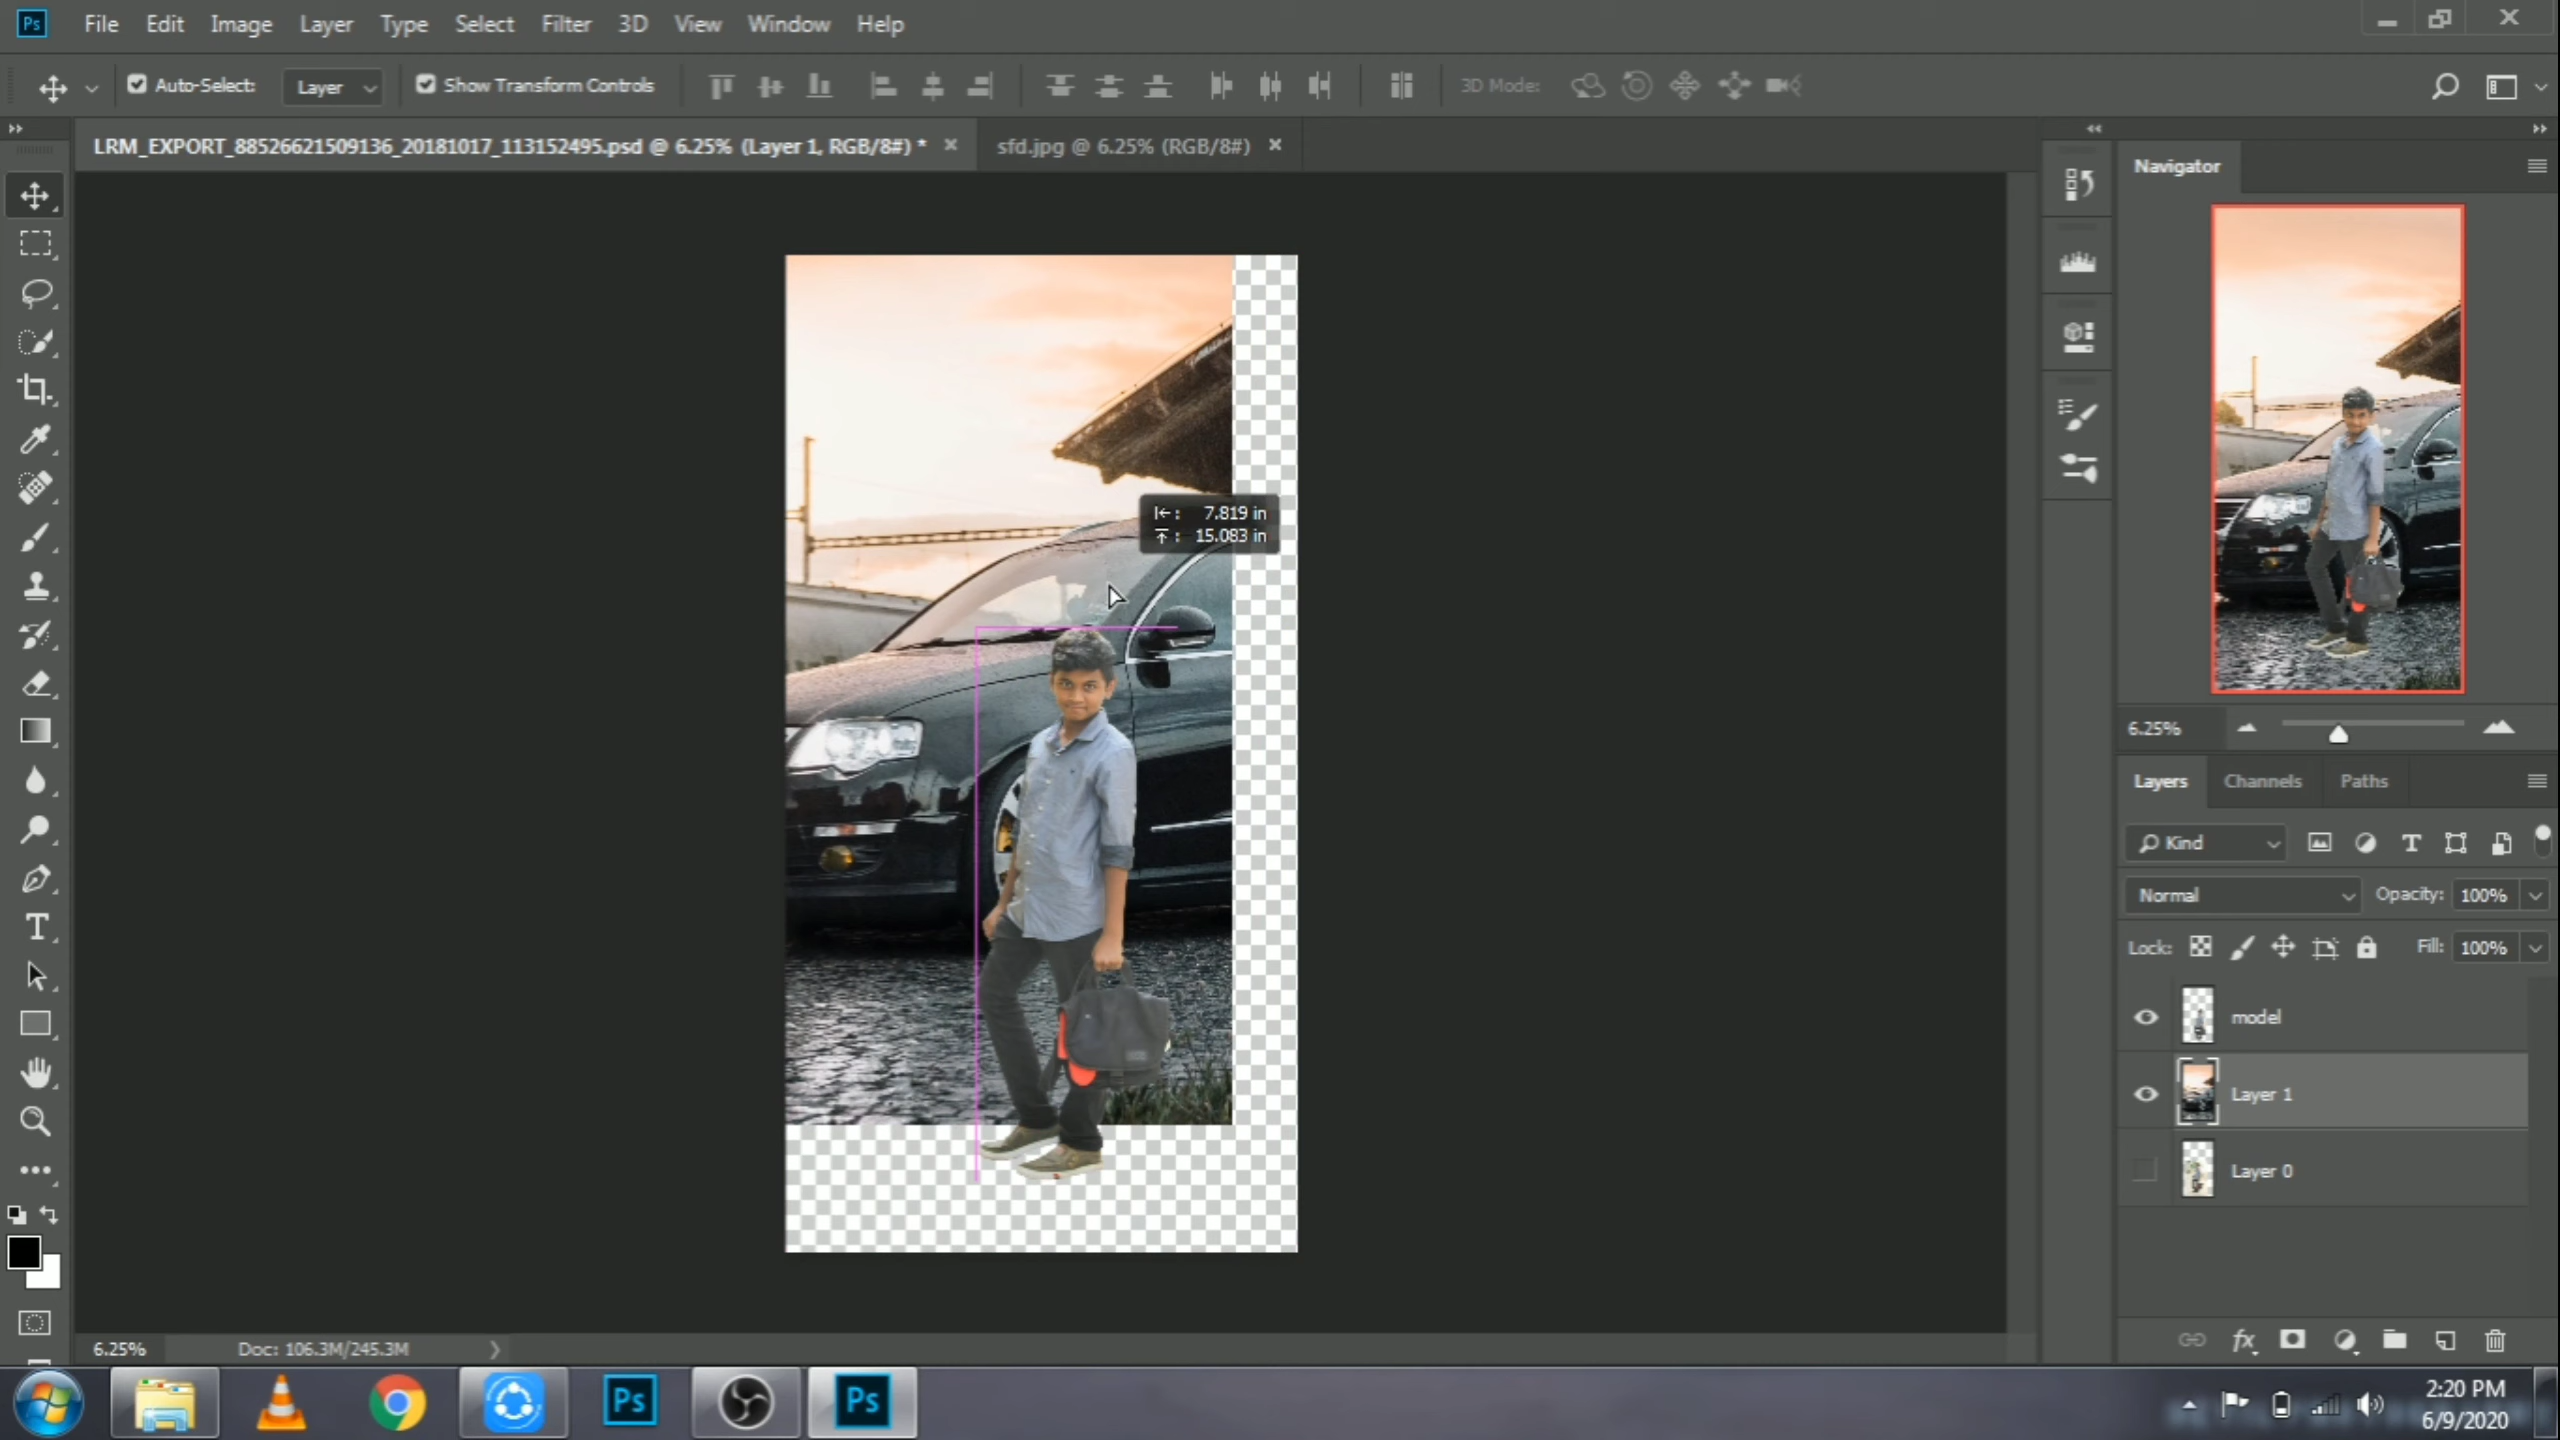 Ps File Edit Image Layer Type Select Filter 3D View Window Help
Auto-Select: Layer Show Transform Controls 3D Mode:
LRM_EXPORT_88526621509136_20181017_113152495.psd @ 6.25% (Layer 1, RGB/8#) * × sfd.jpg @ 6.25% (RGB/8#) ×
Navigator
7.819 in
15.083 in
6.25%
Layers Channels Paths
Kind
Normal Opacity: 100%
Lock: Fill: 100%
model
Layer 1
Layer 0
6.25% Doc: 106.3M/245.3M
Ps Ps
2:20 PM
6/9/2020